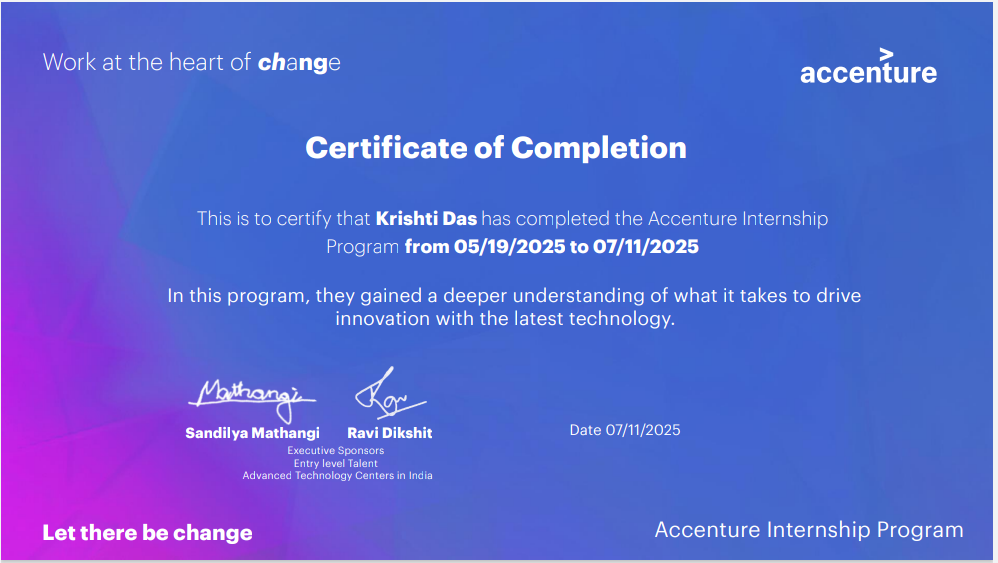 Work at the heart of change
accenture
Certificate of Completion
This is to certify that Krishti Das has completed the Accenture Internship
Program from 05/19/2025 to 07/11/2025
In this program, they gained a deeper understanding of what it takes to drive
innovation with the latest technology.
Mathangi
Sandilya Mathangi
Ravi Dikshit
Executive Sponsors
Entry level Talent
Advanced Technology Centers in India
Date 07/11/2025
Let there be change
Accenture Internship Program